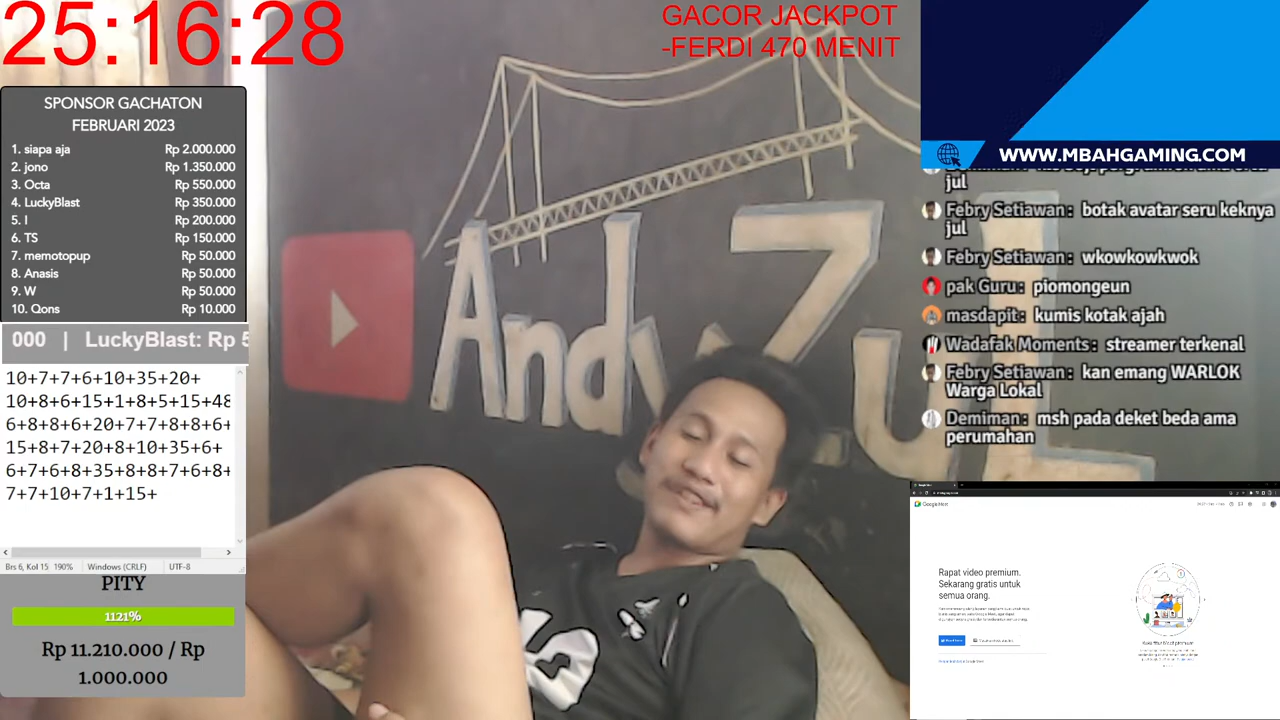 25:16:28
GACOR JACKPOT
-FERDI 470 MENIT
SPONSOR GACHATON
FEBRUARI 2023
1. siapa aja Rp 2.000.000
2. jono Rp 1.350.000
3. Octa Rp 550.000
4. LuckyBlast Rp 350.000
5. I Rp 200.000
6. TS Rp 150.000
7. memotopup Rp 50.000
8. Anasis Rp 50.000
9. W Rp 50.000
10. Qons Rp 10.000
000 | LuckyBlast: Rp 5
10+7+7+6+10+35+20+
10+8+6+15+1+8+5+15+48
6+8+8+6+20+7+7+8+8+6+
15+8+7+20+8+10+35+6+
6+7+6+8+35+8+8+7+6+8+
7+7+10+7+1+15+
Brs 6, Kol 15 190% Windows (CRLF) UTF-8
PITY
1121%
Rp 11.210.000 / Rp
1.000.000
AndyZuL
WWW.MBAHGAMING.COM
jul
Febry Setiawan: botak avatar seru keknya
jul
Febry Setiawan: wkowkowkwok
pak Guru: piomongeun
masdapit: kumis kotak ajah
Wadafak Moments: streamer terkenal
Febry Setiawan: kan emang WARLOK
Warga Lokal
Demiman: msh pada deket beda ama
perumahan
Google Meet
Rapat video premium.
Sekarang gratis untuk
semua orang.